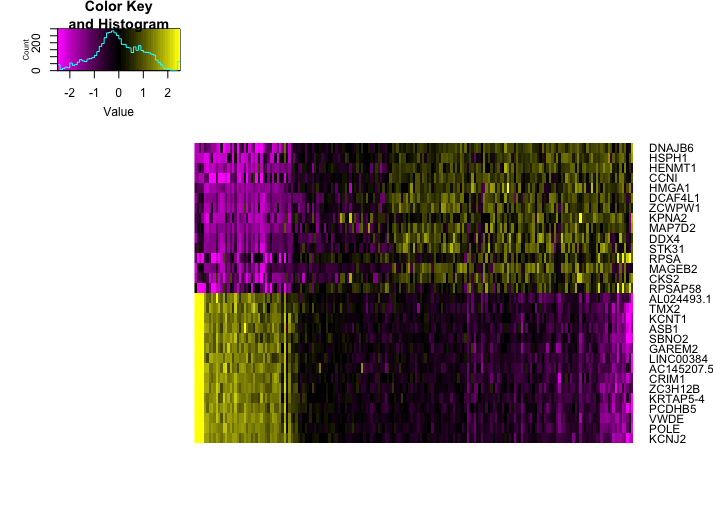 Color Key
and Histogram
Count
0
200
-2 -1 0 1 2
Value
DNAJB6
HSPH1
HENMT1
CCNI
HMGA1
DCAF4L1
ZCWPW1
KPNA2
MAP7D2
DDX4
STK31
RPSA
MAGEB2
CKS2
RPSAP58
AL024493.1
TMX2
KCNT1
ASB1
SBNO2
GAREM2
LINC00384
AC145207.5
CRIM1
ZC3H12B
KRTAP5-4
PCDHB5
VWDE
POLE
KCNJ2